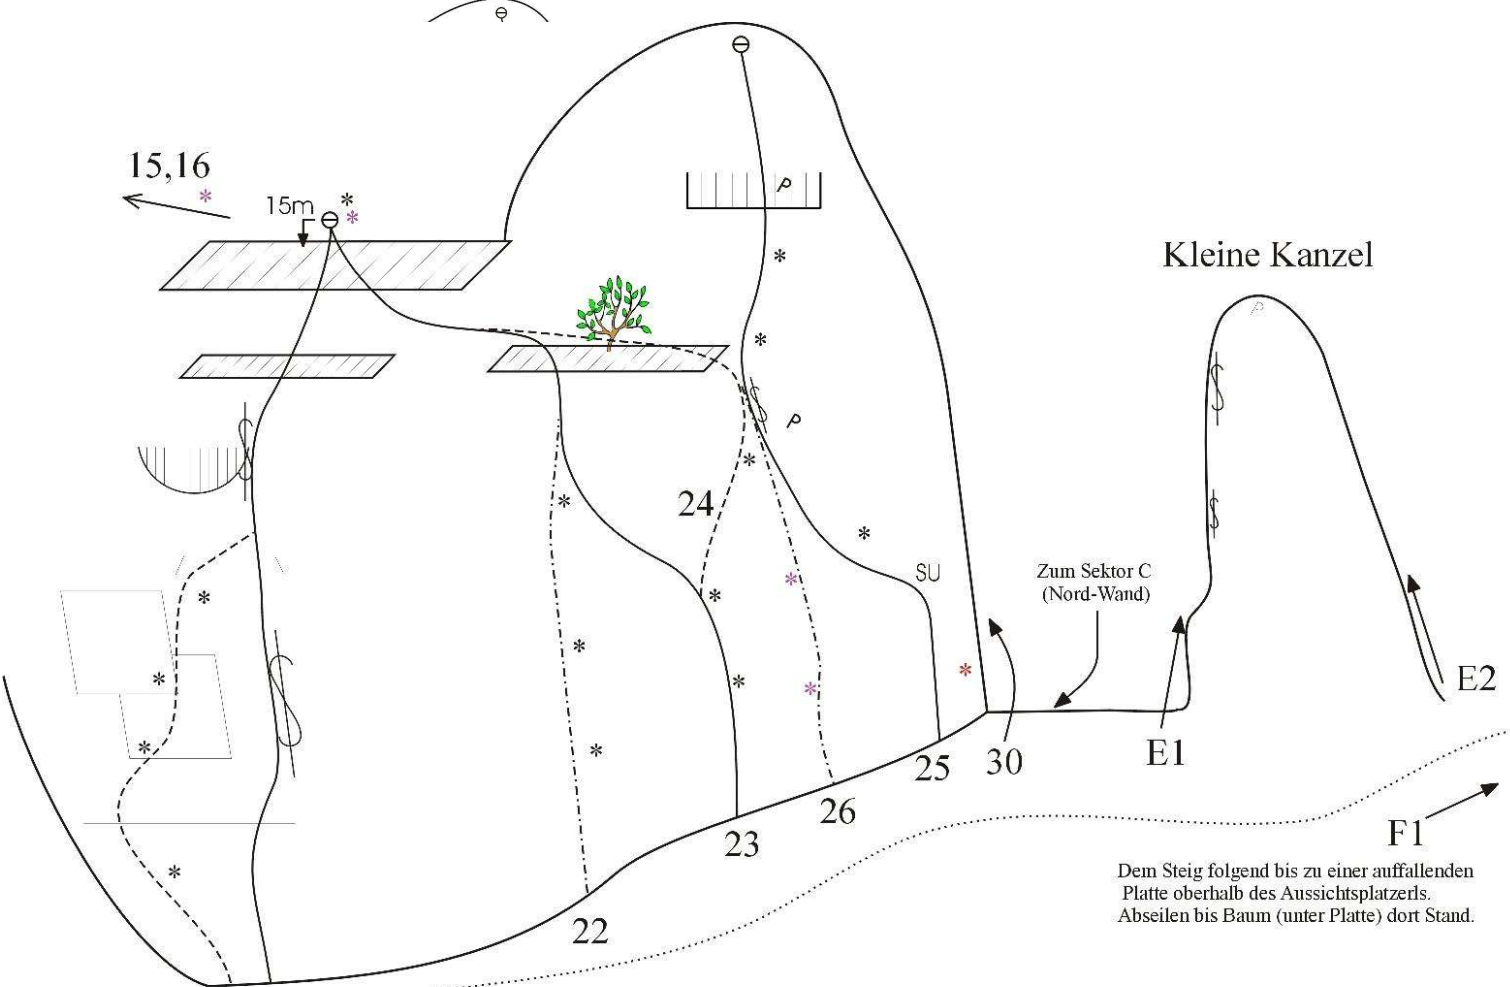 15,16
15m
Kleine Kanzel
P
P
P
24
SU
Zum Sektor C
(Nord-Wand)
E2
E1
30
25
26
23
22
F1
Dem Steig folgend bis zu einer auffallenden
Platte oberhalb des Aussichtsplatzerls.
Abseilen bis Baum (unter Platte) dort Stand.